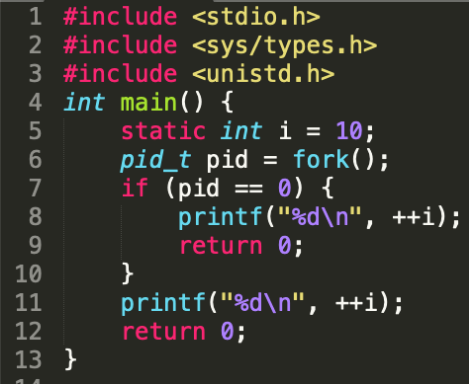 1 #include <stdio.h>
2 #include <sys/types.h>
3 #include <unistd.h>
4 int main() {
5     static int i = 10;
6     pid_t pid = fork();
7     if (pid == 0) {
8         printf("%d\n", ++i);
9         return 0;
10     }
11     printf("%d\n", ++i);
12     return 0;
13 }